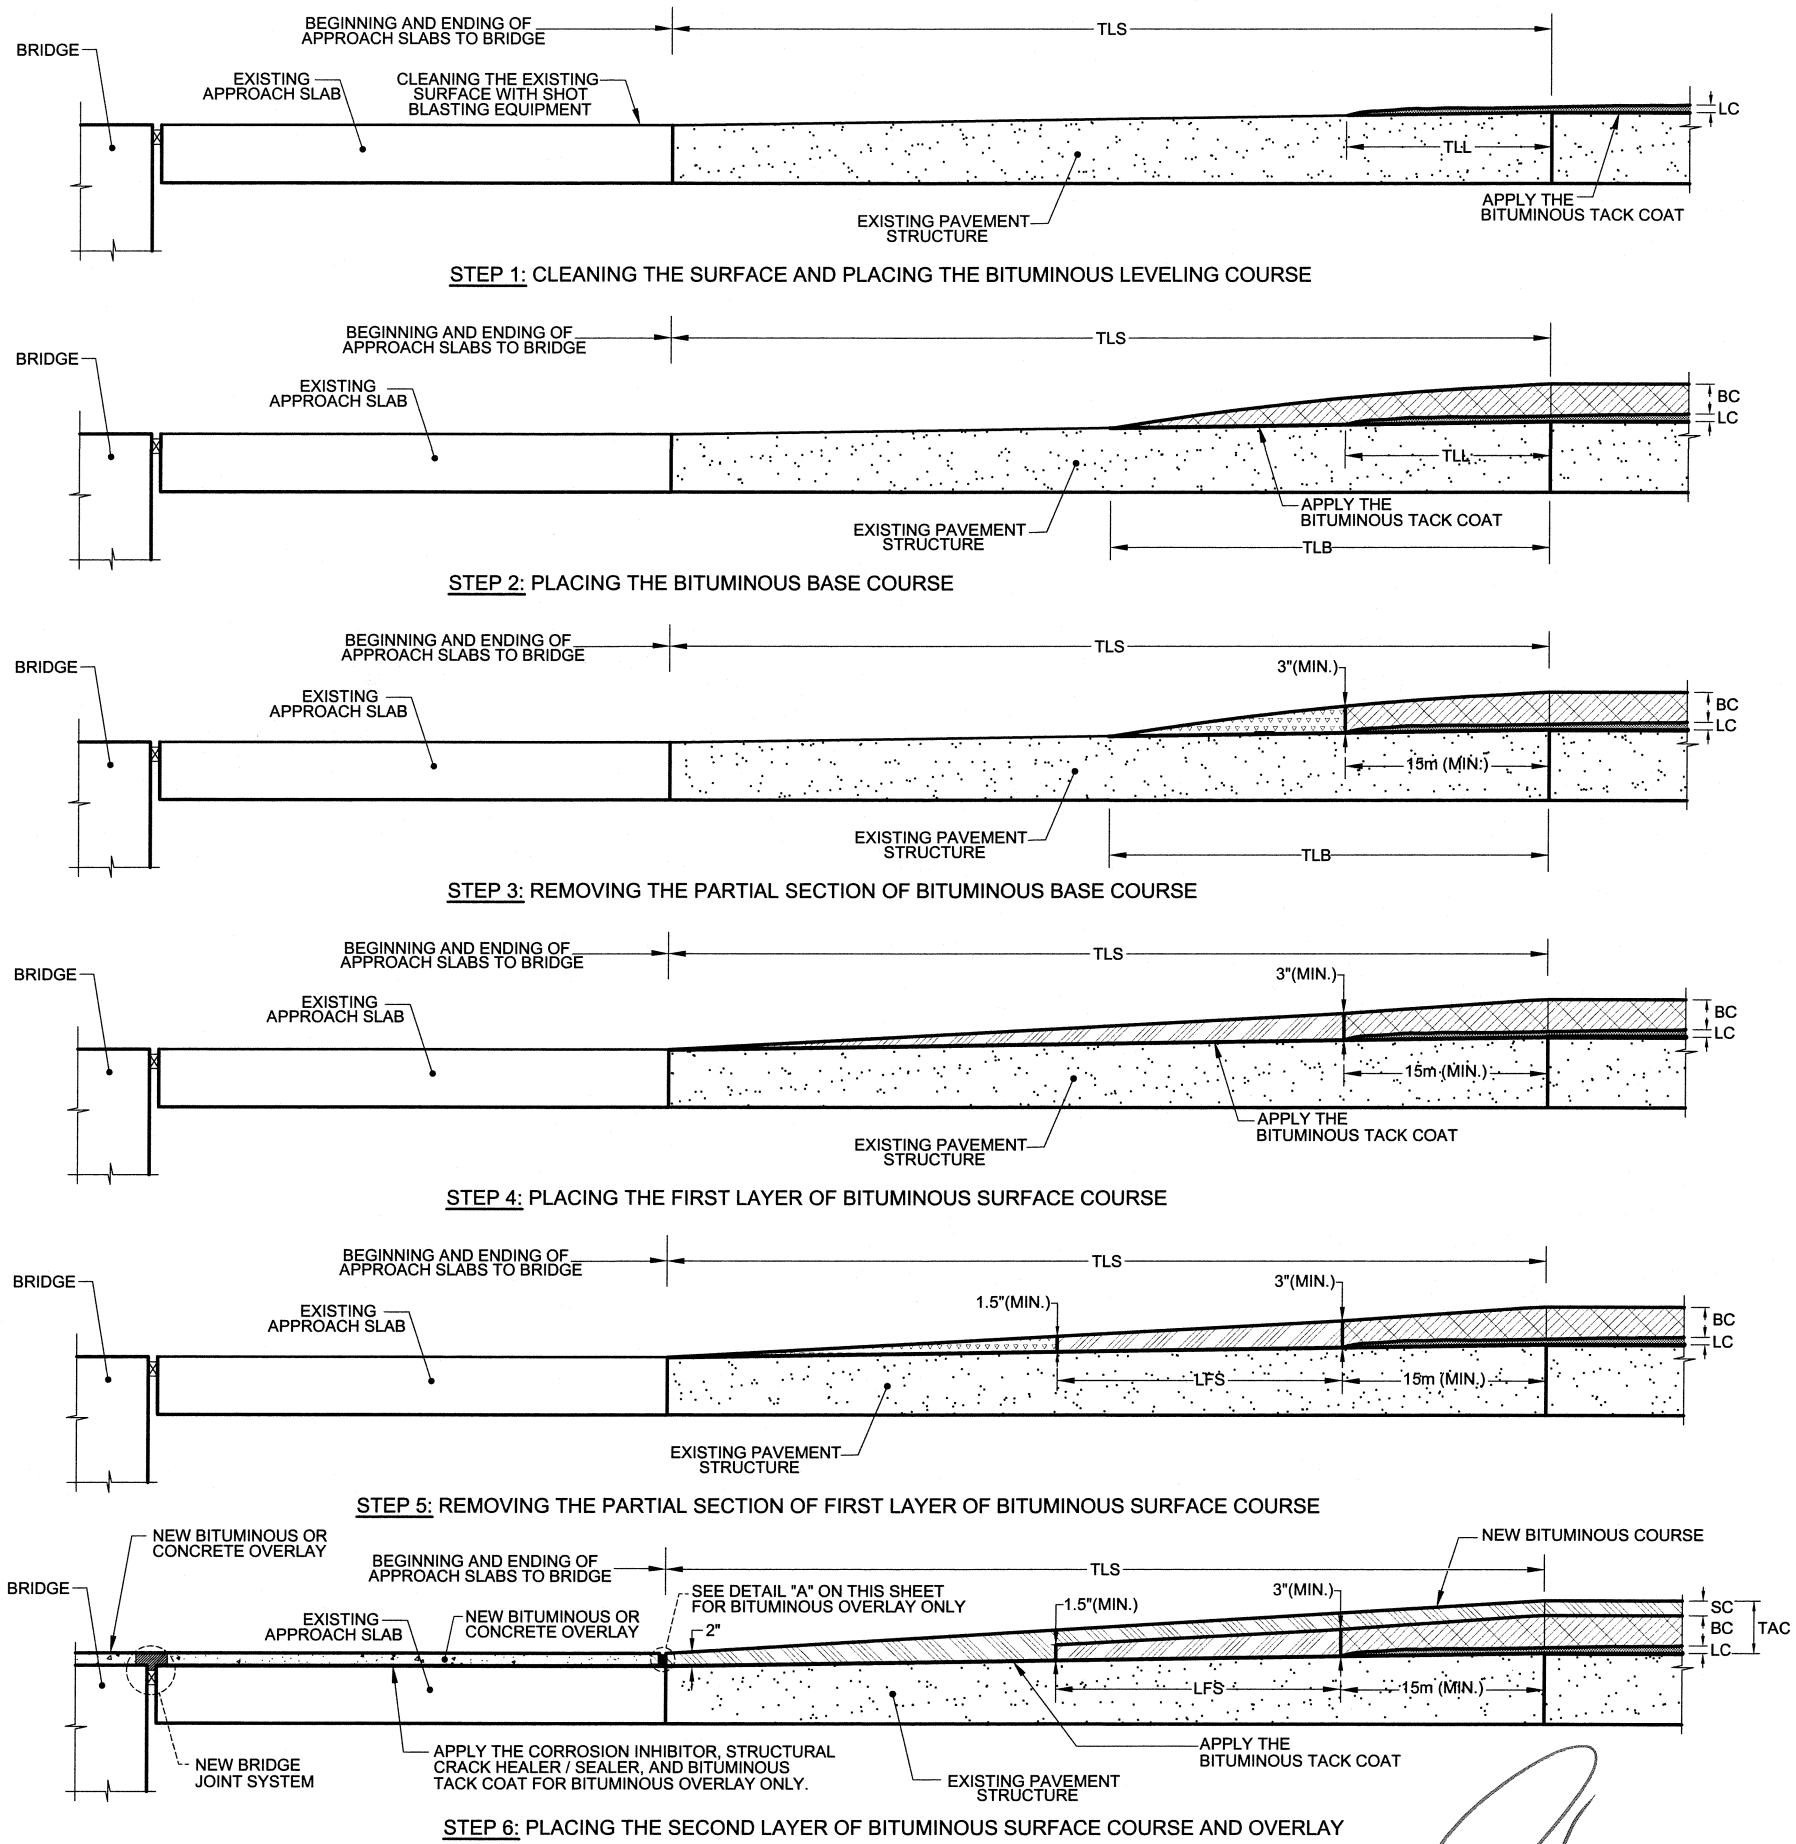 BEGINNING AND ENDING OF
APPROACH SLABS TO BRIDGE
TLS
BRIDGE
EXISTING
APPROACH SLAB
CLEANING THE EXISTING
SURFACE WITH SHOT
BLASTING EQUIPMENT
LC
TLL
APPLY THE
BITUMINOUS TACK COAT
EXISTING PAVEMENT
STRUCTURE
STEP 1: CLEANING THE SURFACE AND PLACING THE BITUMINOUS LEVELING COURSE
BEGINNING AND ENDING OF
APPROACH SLABS TO BRIDGE
TLS
BRIDGE
EXISTING
APPROACH SLAB
BC
LC
TLL
APPLY THE
BITUMINOUS TACK COAT
EXISTING PAVEMENT
STRUCTURE
TLB
STEP 2: PLACING THE BITUMINOUS BASE COURSE
BEGINNING AND ENDING OF
APPROACH SLABS TO BRIDGE
TLS
BRIDGE
3"(MIN.)
EXISTING
APPROACH SLAB
BC
LC
15m (MIN.)
EXISTING PAVEMENT
STRUCTURE
TLB
STEP 3: REMOVING THE PARTIAL SECTION OF BITUMINOUS BASE COURSE
BEGINNING AND ENDING OF
APPROACH SLABS TO BRIDGE
TLS
BRIDGE
3"(MIN.)
EXISTING
APPROACH SLAB
BC
LC
15m (MIN.)
APPLY THE
BITUMINOUS TACK COAT
EXISTING PAVEMENT
STRUCTURE
STEP 4: PLACING THE FIRST LAYER OF BITUMINOUS SURFACE COURSE
BEGINNING AND ENDING OF
APPROACH SLABS TO BRIDGE
TLS
BRIDGE
3"(MIN.)
1.5"(MIN.)
EXISTING
APPROACH SLAB
BC
LC
LFS
15m (MIN.)
EXISTING PAVEMENT
STRUCTURE
STEP 5: REMOVING THE PARTIAL SECTION OF FIRST LAYER OF BITUMINOUS SURFACE COURSE
NEW BITUMINOUS OR
CONCRETE OVERLAY
NEW BITUMINOUS COURSE
BEGINNING AND ENDING OF
APPROACH SLABS TO BRIDGE
TLS
BRIDGE
SEE DETAIL "A" ON THIS SHEET
FOR BITUMINOUS OVERLAY ONLY
3"(MIN.)
1.5"(MIN.)
EXISTING
APPROACH SLAB
NEW BITUMINOUS OR
CONCRETE OVERLAY
2"
SC
BC
LC
TAC
LFS
15m (MIN.)
NEW BRIDGE
JOINT SYSTEM
APPLY THE CORROSION INHIBITOR, STRUCTURAL
CRACK HEALER / SEALER, AND BITUMINOUS
TACK COAT FOR BITUMINOUS OVERLAY ONLY.
APPLY THE
BITUMINOUS TACK COAT
EXISTING PAVEMENT
STRUCTURE
STEP 6: PLACING THE SECOND LAYER OF BITUMINOUS SURFACE COURSE AND OVERLAY